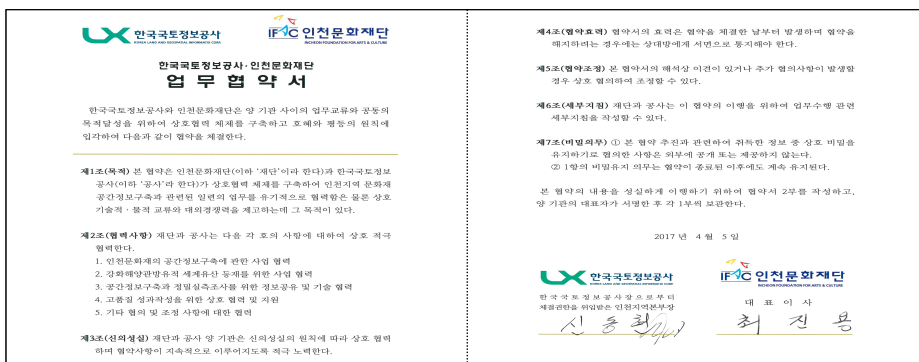 한국국토정보공사
KOREA LAND AND GEOSPATIAL INFORMATIX CORP.
IFAC 인천문화재단
INCHEON FOUNDATION FOR ARTS & CULTURE
한국국토정보공사·인천문화재단
업 무 협 약 서
한국국토정보공사와 인천문화재단은 양 기관 사이의 업무교류와 공동의
목적달성을 위하여 상호협력 체제를 구축하고 호혜와 평등의 원칙에
입각하여 다음과 같이 협약을 체결한다.
제1조(목적) 본 협약은 인천문화재단(이하 '재단'이라 한다)과 한국국토정보
공사(이하 '공사'라 한다)가 상호협력 체제를 구축하여 인천지역 문화재
공간정보구축과 관련된 일련의 업무를 유기적으로 협력함은 물론 상호
기술적·물적 교류와 대외경쟁력을 제고하는데 그 목적이 있다.
제2조(협력사항) 재단과 공사는 다음 각 호의 사항에 대하여 상호 적극
협력한다.
1. 인천문화재의 공간정보구축에 관한 사업 협력
2. 강화해양관방유적 세계유산 등재를 위한 사업 협력
3. 공간정보구축과 정밀실측조사를 위한 정보공유 및 기술 협력
4. 고품질 성과작성을 위한 상호 협력 및 지원
5. 기타 협의 및 조정 사항에 대한 협력
제3조(신의성실) 재단과 공사 양 기관은 신의성실의 원칙에 따라 상호 협력
하며 협약사항이 지속적으로 이루어지도록 적극 노력한다.
제4조(협약효력) 협약서의 효력은 협약을 체결한 날부터 발생하며 협약을
해지하려는 경우에는 상대방에게 서면으로 통지해야 한다.
제5조(협약조정) 본 협약서의 해석상 이견이 있거나 추가 협의사항이 발생할
경우 상호 협의하여 조정할 수 있다.
제6조(세부지침) 재단과 공사는 이 협약의 이행을 위하여 업무수행 관련
세부지침을 작성할 수 있다.
제7조(비밀의무) ① 본 협약 추진과 관련하여 취득한 정보 중 상호 비밀을
유지하기로 협의한 사항은 외부에 공개 또는 제공하지 않는다.
② 1항의 비밀유지 의무는 협약이 종료된 이후에도 계속 유지된다.
본 협약의 내용을 성실하게 이행하기 위하여 협약서 2부를 작성하고,
양 기관의 대표자가 서명한 후 각 1부씩 보관한다.
2017 년 4 월 5 일
한국국토정보공사
KOREA LAND AND GEOSPATIAL INFORMATIX CORP.
한국국토정보공사장으로부터
체결권한을 위임받은 인천지역본부장
신동휘
IFAC 인천문화재단
INCHEON FOUNDATION FOR ARTS & CULTURE
대 표 이 사
최 진 용